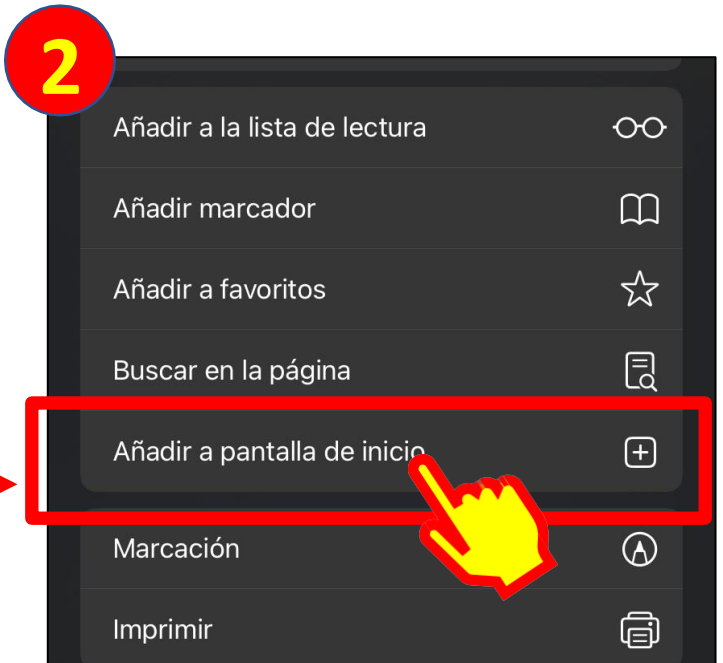 2
Añadir a la lista de lectura
Añadir marcador
Añadir a favoritos
Buscar en la página
Añadir a pantalla de inicio
Marcación
Imprimir